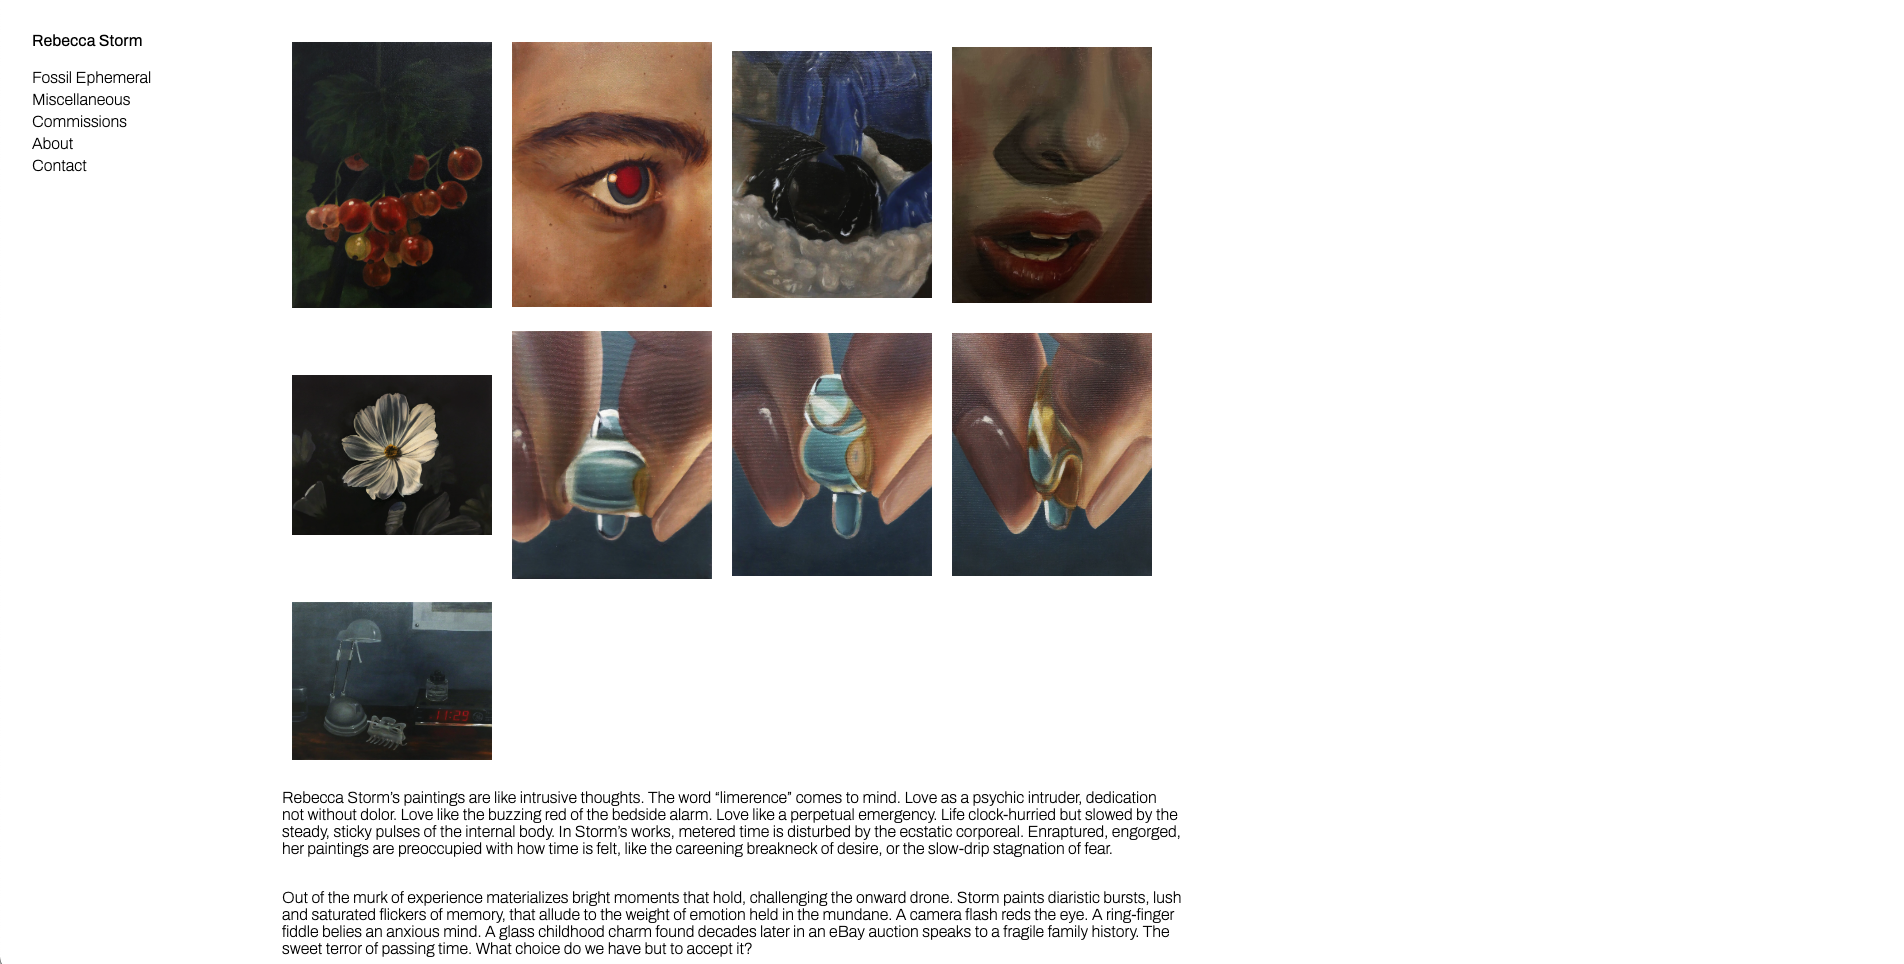 Rebecca Storm
Fossil Ephemeral
Miscellaneous
Commissions
About
Contact
11:29
Rebecca Storm’s paintings are like intrusive thoughts. The word “limerence” comes to mind. Love as a psychic intruder, dedication
not without dolor. Love like the buzzing red of the bedside alarm. Love like a perpetual emergency. Life clock-hurried but slowed by the
steady, sticky pulses of the internal body. In Storm’s works, metered time is disturbed by the ecstatic corporeal. Enraptured, engorged,
her paintings are preoccupied with how time is felt, like the careening breakneck of desire, or the slow-drip stagnation of fear.
Out of the murk of experience materializes bright moments that hold, challenging the onward drone. Storm paints diaristic bursts, lush
and saturated flickers of memory, that allude to the weight of emotion held in the mundane. A camera flash reds the eye. A ring-finger
fiddle belies an anxious mind. A glass childhood charm found decades later in an eBay auction speaks to a fragile family history. The
sweet terror of passing time. What choice do we have but to accept it?